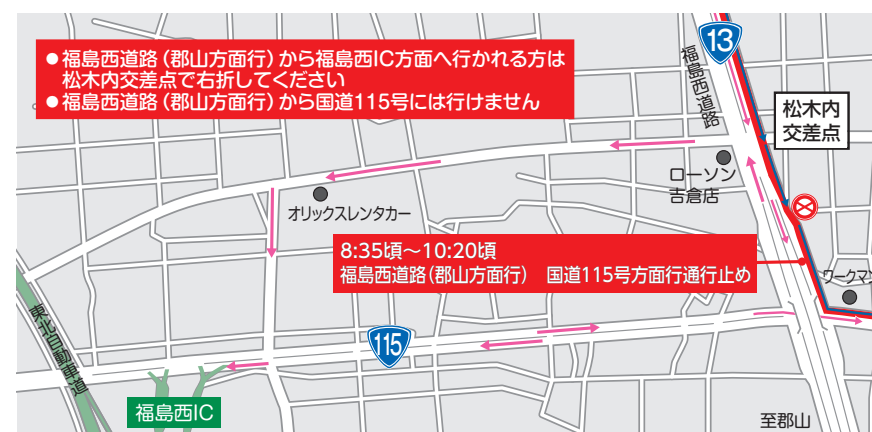 ●福島西道路（郡山方面行）から福島西IC方面へ行かれる方は
松木内交差点で右折してください
●福島西道路（郡山方面行）から国道115号には行けません
13
福島西道路
松木内
交差点
ローソン
吉倉店
オリックスレンタカー
8:35頃～10:20頃
福島西道路(郡山方面行)　国道115号方面行通行止め
ワークマン
115
東北自動車道
福島西IC
至郡山